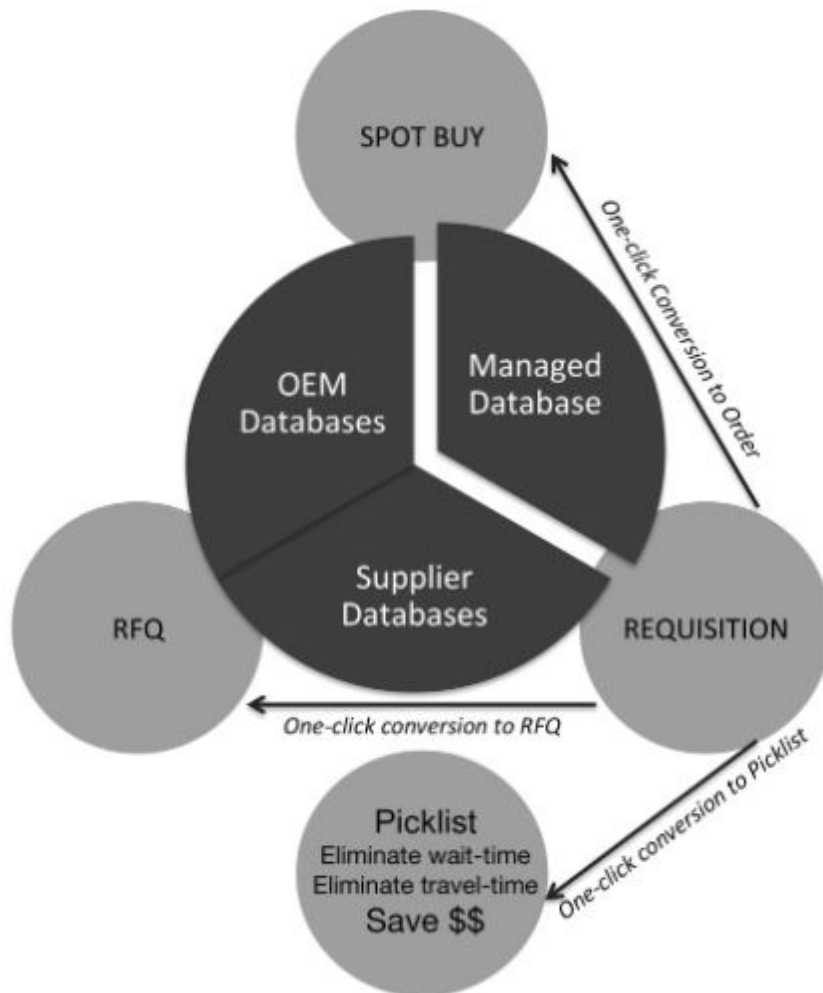 SPOT BUY
One-click Conversion to Order
OEM
Databases
Managed
Database
Supplier
Databases
RFQ
REQUISITION
One-click conversion to RFQ
One-click conversion to Picklist
Picklist
Eliminate wait-time
Eliminate travel-time
Save $$